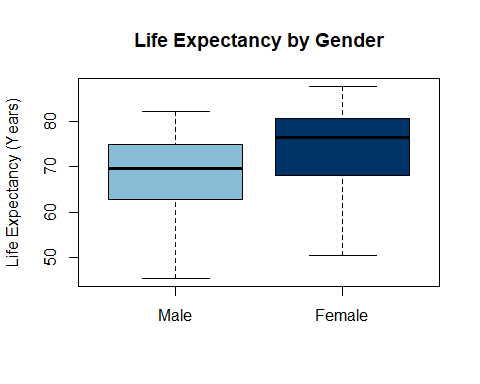 Life Expectancy by Gender
Life Expectancy (Years)
80
70
60
50
Male Female